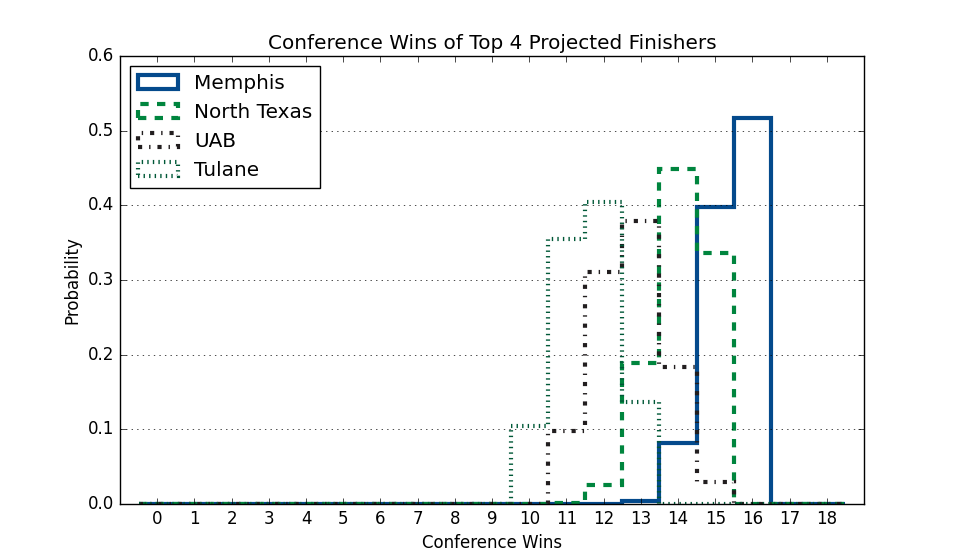 Conference Wins of Top 4 Projected Finishers
0.6
0.5
0.4
0.3
0.2
0.1
0.0
Probability
Memphis
North Texas
UAB
Tulane
0 1 2 3 4 5 6 7 8 9 10 11 12 13 14 15 16 17 18
Conference Wins